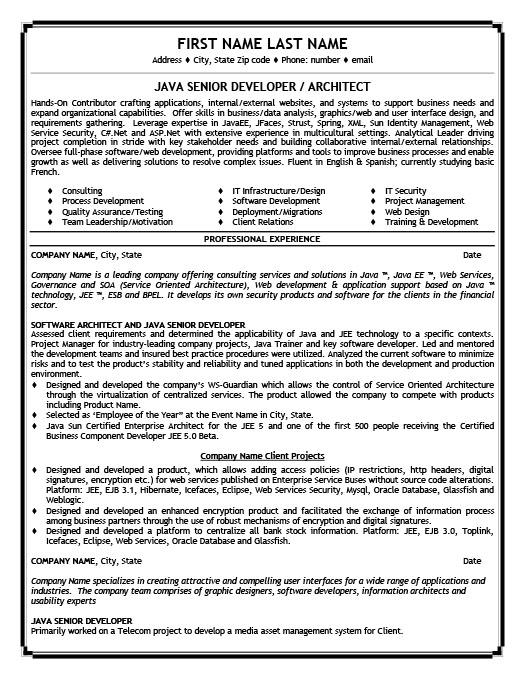 FIRST NAME LAST NAME
Address ♦ City, State Zip code ♦ Phone: number ♦ email
JAVA SENIOR DEVELOPER / ARCHITECT
Hands-On Contributor crafting applications, internal/external websites, and systems to support business needs and
expand organizational capabilities. Offer skills in business/data analysis, graphics/web and user interface design, and
requirements gathering. Leverage expertise in JavaEE, JFaces, Strust, Spring, XML, Sun Identity Management, Web
Service Security, C#.Net and ASP.Net with extensive experience in multicultural settings. Analytical Leader driving
project completion in stride with key stakeholder needs and building collaborative internal/external relationships.
Oversee full-phase software/web development, providing platforms and tools to improve business processes and enable
growth as well as delivering solutions to resolve complex issues. Fluent in English & Spanish; currently studying basic
French.
♦ Consulting ♦ IT Infrastructure/Design ♦ IT Security
♦ Process Development ♦ Software Development ♦ Project Management
♦ Quality Assurance/Testing ♦ Deployment/Migrations ♦ Web Design
♦ Team Leadership/Motivation ♦ Client Relations ♦ Training & Development
PROFESSIONAL EXPERIENCE
COMPANY NAME, City, State Date
Company Name is a leading company offering consulting services and solutions in Java ™, Java EE ™, Web Services,
Governance and SOA (Service Oriented Architecture), Web development & application support based on Java ™
technology, JEE ™, ESB and BPEL. It develops its own security products and software for the clients in the financial
sector.
SOFTWARE ARCHITECT AND JAVA SENIOR DEVELOPER
Assessed client requirements and determined the applicability of Java and JEE technology to a specific contexts.
Project Manager for industry-leading company projects, Java Trainer and key software developer. Led and mentored
the development teams and insured best practice procedures were utilized. Analyzed the current software to minimize
risks and to test the product's stability and reliability and tuned applications in both the development and production
environment.
♦ Designed and developed the company's WS-Guardian which allows the control of Service Oriented Architecture
through the virtualization of centralized services. The product allowed the company to compete with products
including Product Name.
♦ Selected as 'Employee of the Year" at the Event Name in City, State.
♦ Java Sun Certified Enterprise Architect for the JEE 5 and one of the first 500 people receiving the Certified
Business Component Developer JEE 5.0 Beta.
Company Name Client Projects
♦ Designed and developed a product, which allows adding access policies (IP restrictions, http headers, digital
signatures, encryption etc.) for web services published on Enterprise Service Buses without source code alterations.
Platform: JEE, EJB 3.1, Hibernate, Icefaces, Eclipse, Web Services Security, Mysql, Oracle Database, Glassfish and
Weblogic.
♦ Designed and developed an enhanced encryption product and facilitated the exchange of information process
among business partners through the use of robust mechanisms of encryption and digital signatures.
♦ Designed and developed a platform to centralize all bank stock information. Platform: JEE, EJB 3.0, Toplink,
Icefaces, Eclipse, Web Services, Oracle Database and Glassfish.
COMPANY NAME, City, State Date
Company Name specializes in creating attractive and compelling user interfaces for a wide range of applications and
industries. The company team comprises of graphic designers, software developers, information architects and
usability experts
JAVA SENIOR DEVELOPER
Primarily worked on a Telecom project to develop a media asset management system for Client.